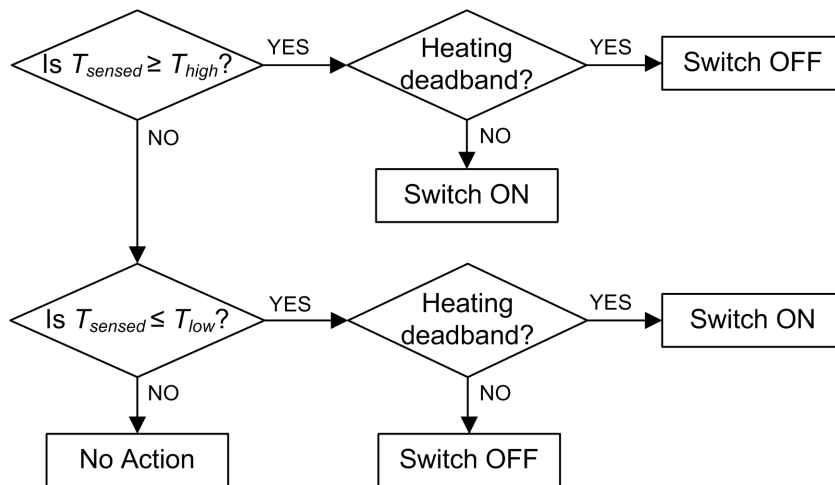 Is Tsensed ≥ Thigh?
YES
Heating
deadband?
YES
Switch OFF
NO
NO
Switch ON
Is Tsensed ≤ Tlow?
YES
Heating
deadband?
YES
Switch ON
NO
NO
No Action
Switch OFF